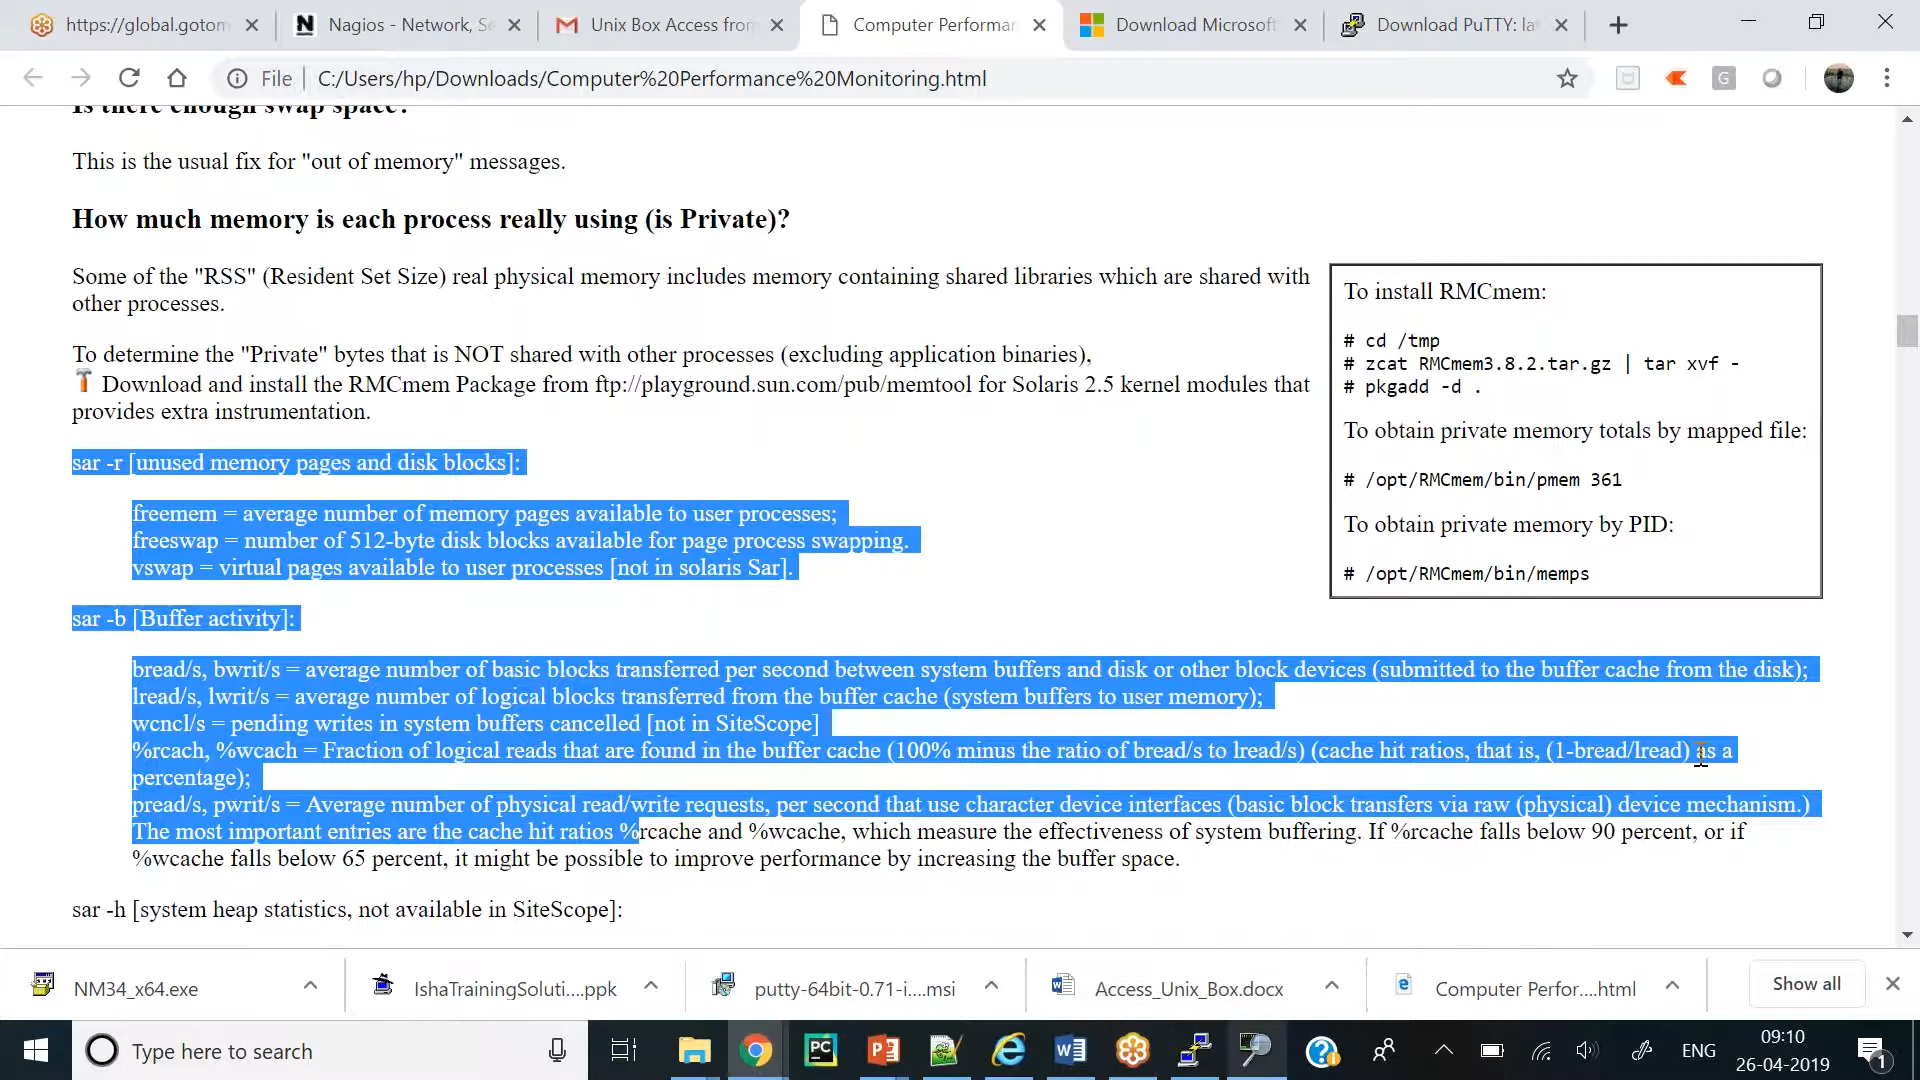 https://global.gotom
Nagios - Network, Se
Unix Box Access from
Computer Performan
Download Microsoft
Download PuTTY: lat
File
C:/Users/hp/Downloads/Computer%20Performance%20Monitoring.html
Is there enough swap space?
This is the usual fix for "out of memory" messages.
How much memory is each process really using (is Private)?
Some of the "RSS" (Resident Set Size) real physical memory includes memory containing shared libraries which are shared with
other processes.
To determine the "Private" bytes that is NOT shared with other processes (excluding application binaries),
Download and install the RMCmem Package from ftp://playground.sun.com/pub/memtool for Solaris 2.5 kernel modules that
provides extra instrumentation.
To install RMCmem:
# cd /tmp
# zcat RMCmem3.8.2.tar.gz | tar xvf -
# pkgadd -d .
To obtain private memory totals by mapped file:
# /opt/RMCmem/bin/pmem 361
To obtain private memory by PID:
# /opt/RMCmem/bin/memps
sar -r [unused memory pages and disk blocks]:
freemem = average number of memory pages available to user processes;
freeswap = number of 512-byte disk blocks available for page process swapping.
vswap = virtual pages available to user processes [not in solaris Sar].
sar -b [Buffer activity]:
bread/s, bwrit/s = average number of basic blocks transferred per second between system buffers and disk or other block devices (submitted to the buffer cache from the disk);
lread/s, lwrit/s = average number of logical blocks transferred from the buffer cache (system buffers to user memory);
wcncl/s = pending writes in system buffers cancelled [not in SiteScope]
%rcach, %wcach = Fraction of logical reads that are found in the buffer cache (100% minus the ratio of bread/s to lread/s) (cache hit ratios, that is, (1-bread/lread) as a
percentage);
pread/s, pwrit/s = Average number of physical read/write requests, per second that use character device interfaces (basic block transfers via raw (physical) device mechanism.)
The most important entries are the cache hit ratios %rcache and %wcache, which measure the effectiveness of system buffering. If %rcache falls below 90 percent, or if
%wcache falls below 65 percent, it might be possible to improve performance by increasing the buffer space.
sar -h [system heap statistics, not available in SiteScope]:
NM34_x64.exe
IshaTrainingSoluti....ppk
putty-64bit-0.71-i....msi
Access_Unix_Box.docx
Computer Perfor....html
Show all
Type here to search
ENG
09:10
26-04-2019
1